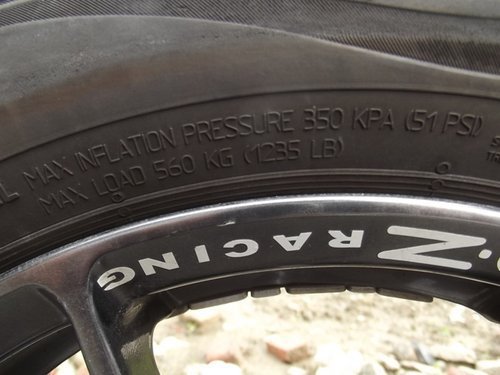 MAX INFLATION PRESSURE 350 KPA (51 PSI)
MAX LOAD 560 KG (1235 LB)
O.Z RACING